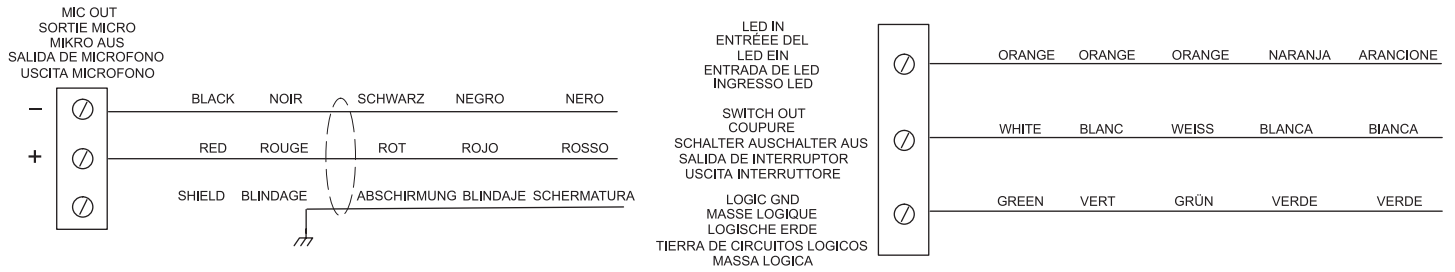 MIC OUT
SORTIE MICRO
MIKRO AUS
SALIDA DE MICROFONO
USCITA MICROFONO
− BLACK NOIR SCHWARZ NEGRO NERO
+ RED ROUGE ROT ROJO ROSSO
SHIELD BLINDAGE ABSCHIRMUNG BLINDAJE SCHERMATURA
LED IN
ENTRÉEE DEL
LED EIN
ENTRADA DE LED
INGRESSO LED
ORANGE ORANGE ORANGE NARANJA ARANCIONE
SWITCH OUT
COUPURE
SCHALTER AUSCHALTER AUS
SALIDA DE INTERRUPTOR
USCITA INTERRUTTORE
WHITE BLANC WEISS BLANCA BIANCA
LOGIC GND
MASSE LOGIQUE
LOGISCHE ERDE
TIERRA DE CIRCUITOS LOGICOS
MASSA LOGICA
GREEN VERT GRÜN VERDE VERDE